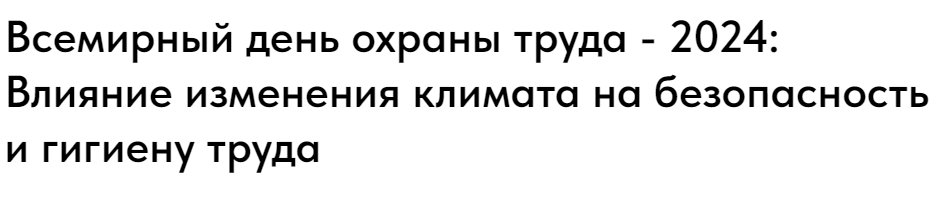 Всемирный день охраны труда - 2024:
Влияние изменения климата на безопасность
и гигиену труда